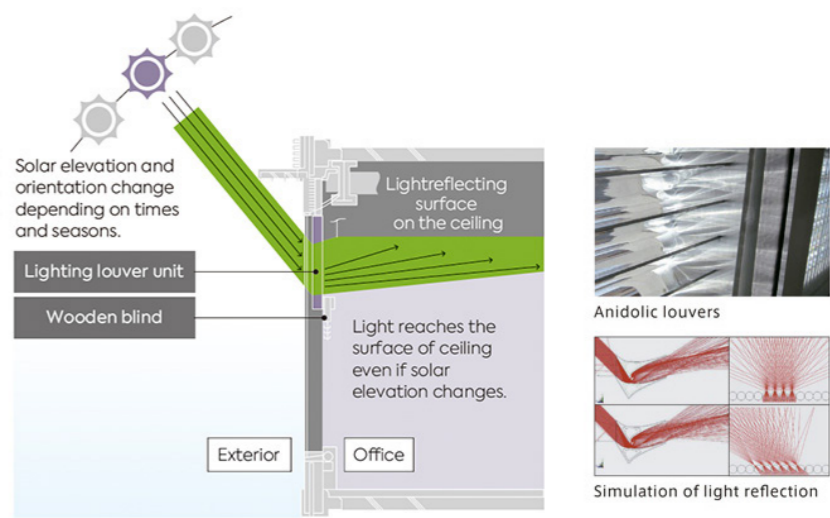 Solar elevation and
orientation change
depending on times
and seasons.
Lighting louver unit
Wooden blind
Lightreflecting
surface
on the ceiling
Light reaches the
surface of ceiling
even if solar
elevation changes.
Exterior
Office
Anidolic louvers
Simulation of light reflection